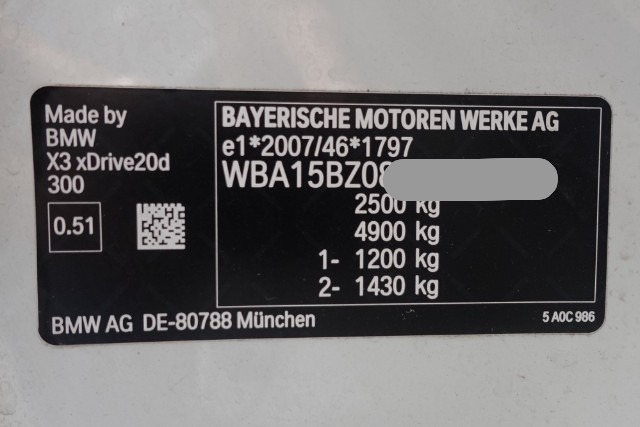 Made by
BMW
X3 xDrive20d
300
0.51
BAYERISCHE MOTOREN WERKE AG
e1*2007/46*1797
WBA15BZ08
2500 kg
4900 kg
1- 1200 kg
2- 1430 kg
BMW AG DE-80788 München
5 A0C 986